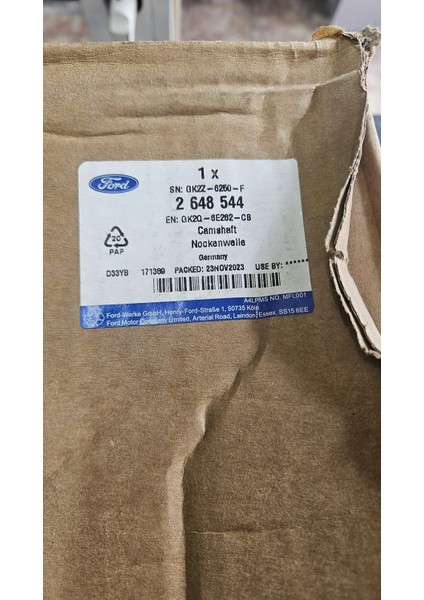 1 x
Ford
SN: GK2Z-6250-F
2 648 544
EN: GK2Q-6E262-CB
Camshaft
Nockenwelle
Germany
20
PAP
D33YB 171369 PACKED: 23NOV2023 USE BY: ******
A4LPMS NO. MFL001
Ford-Werke GmbH, Henry-Ford-Straße 1, 50735 Köln
Ford Motor Company Limited, Arterial Road, Laindon, Essex, SS15 6EE